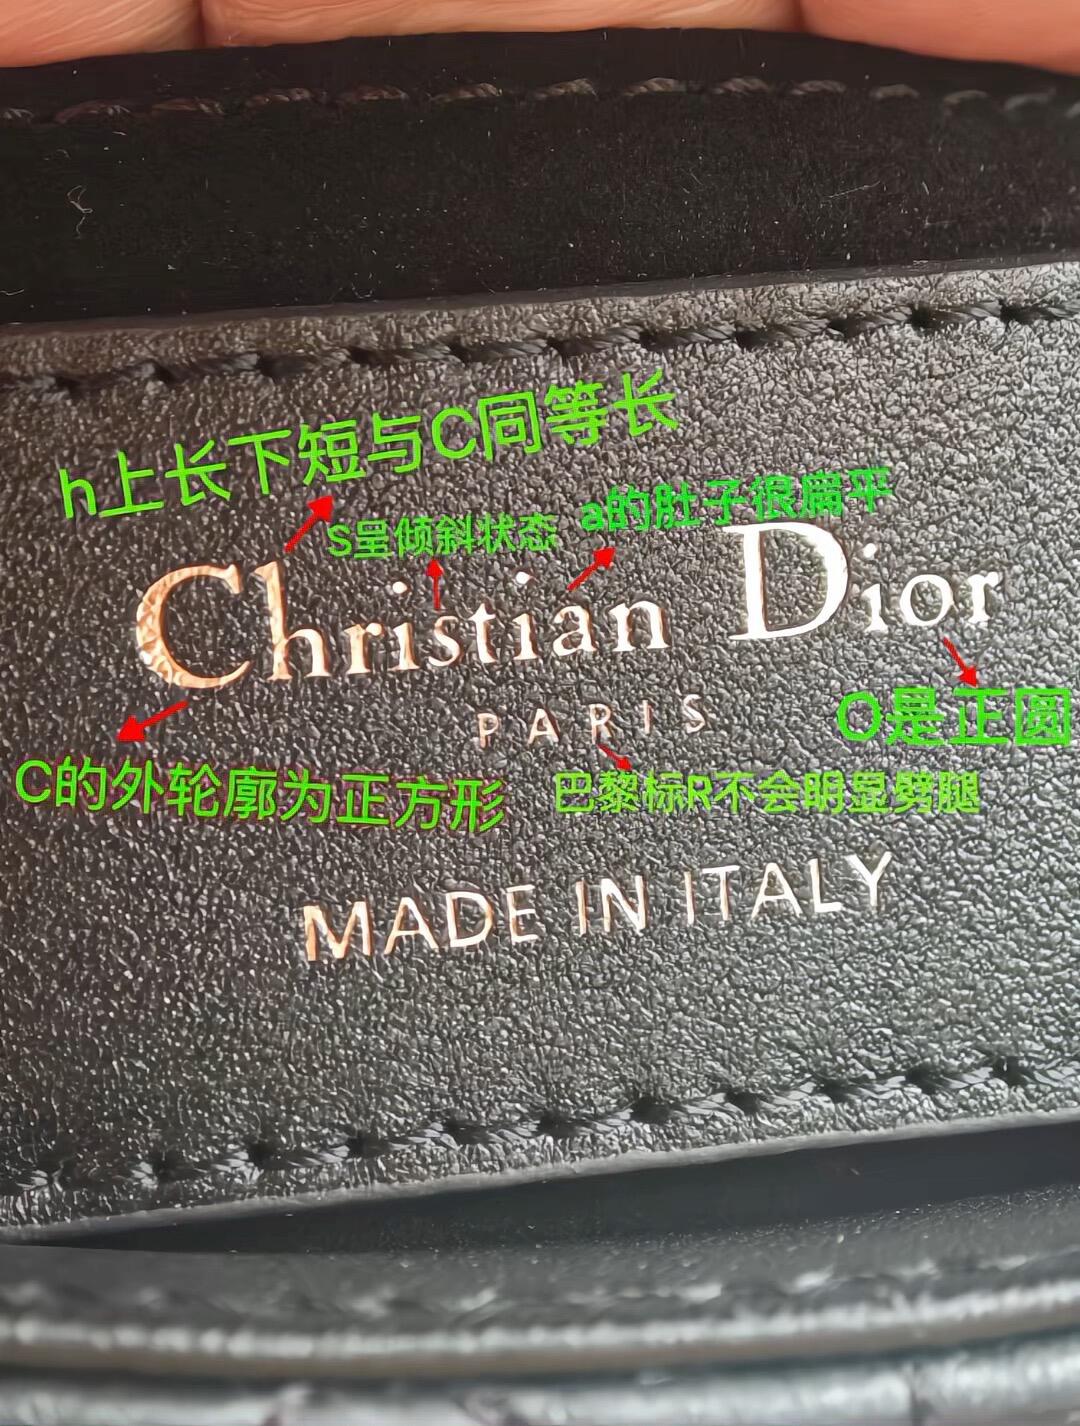 h上长下短与C同等长
S呈倾斜状态
a的肚子很扁平
Christian Dior
PARIS
O是正圆
C的外轮廓为正方形
巴黎标R不会明显劈腿
MADE IN ITALY